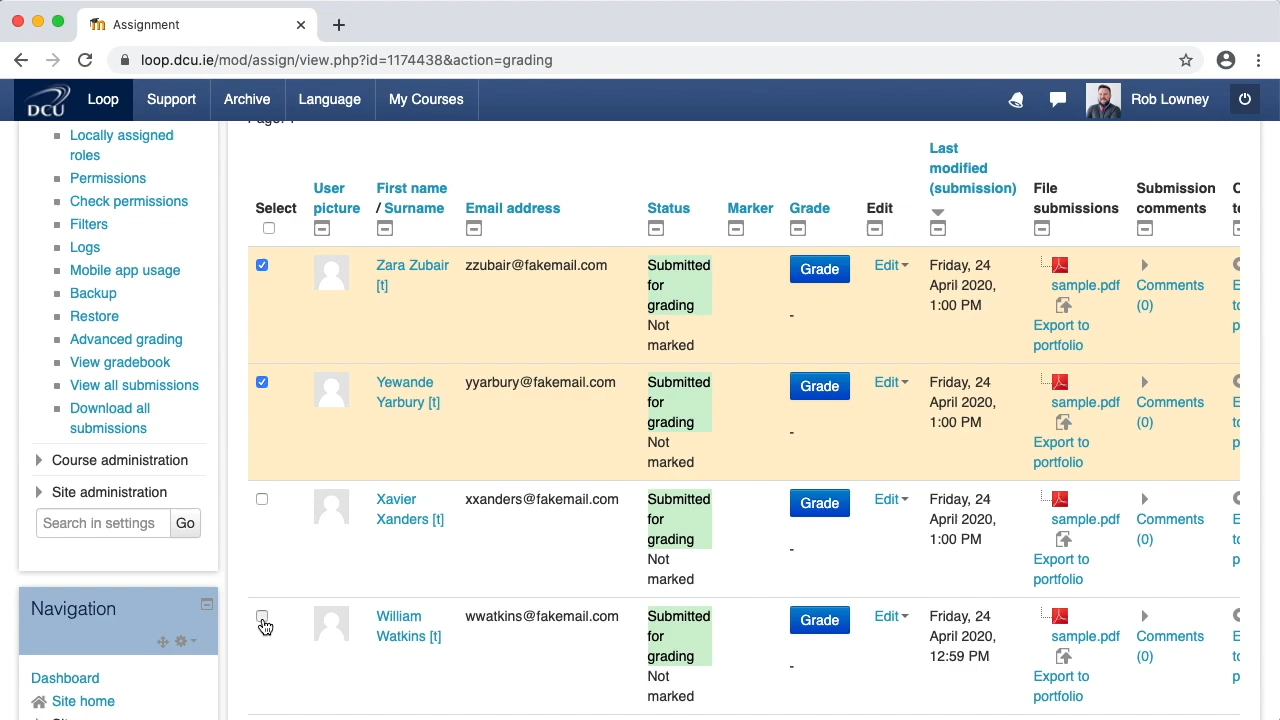 Assignment
loop.dcu.ie/mod/assign/view.php?id=1174438&action=grading
DCU Loop Support Archive Language My Courses Rob Lowney
Locally assigned
roles
Permissions
Check permissions
Filters
Logs
Mobile app usage
Backup
Restore
Advanced grading
View gradebook
View all submissions
Download all
submissions
Course administration
Site administration
Search in settings Go
Navigation
Dashboard
Site home
Select
User
picture
First name
/ Surname
Email address
Status
Marker
Grade
Edit
Last
modified
(submission)
File
submissions
Submission
comments
Zara Zubair
[t]
zzubair@fakemail.com
Submitted
for
grading
Not
marked
Grade
-
Edit
Friday, 24
April 2020,
1:00 PM
sample.pdf
Export to
portfolio
Comments
(0)
Yewande
Yarbury [t]
yyarbury@fakemail.com
Submitted
for
grading
Not
marked
Grade
-
Edit
Friday, 24
April 2020,
1:00 PM
sample.pdf
Export to
portfolio
Comments
(0)
Xavier
Xanders [t]
xxanders@fakemail.com
Submitted
for
grading
Not
marked
Grade
-
Edit
Friday, 24
April 2020,
1:00 PM
sample.pdf
Export to
portfolio
Comments
(0)
William
Watkins [t]
wwatkins@fakemail.com
Submitted
for
grading
Not
marked
Grade
-
Edit
Friday, 24
April 2020,
12:59 PM
sample.pdf
Export to
portfolio
Comments
(0)